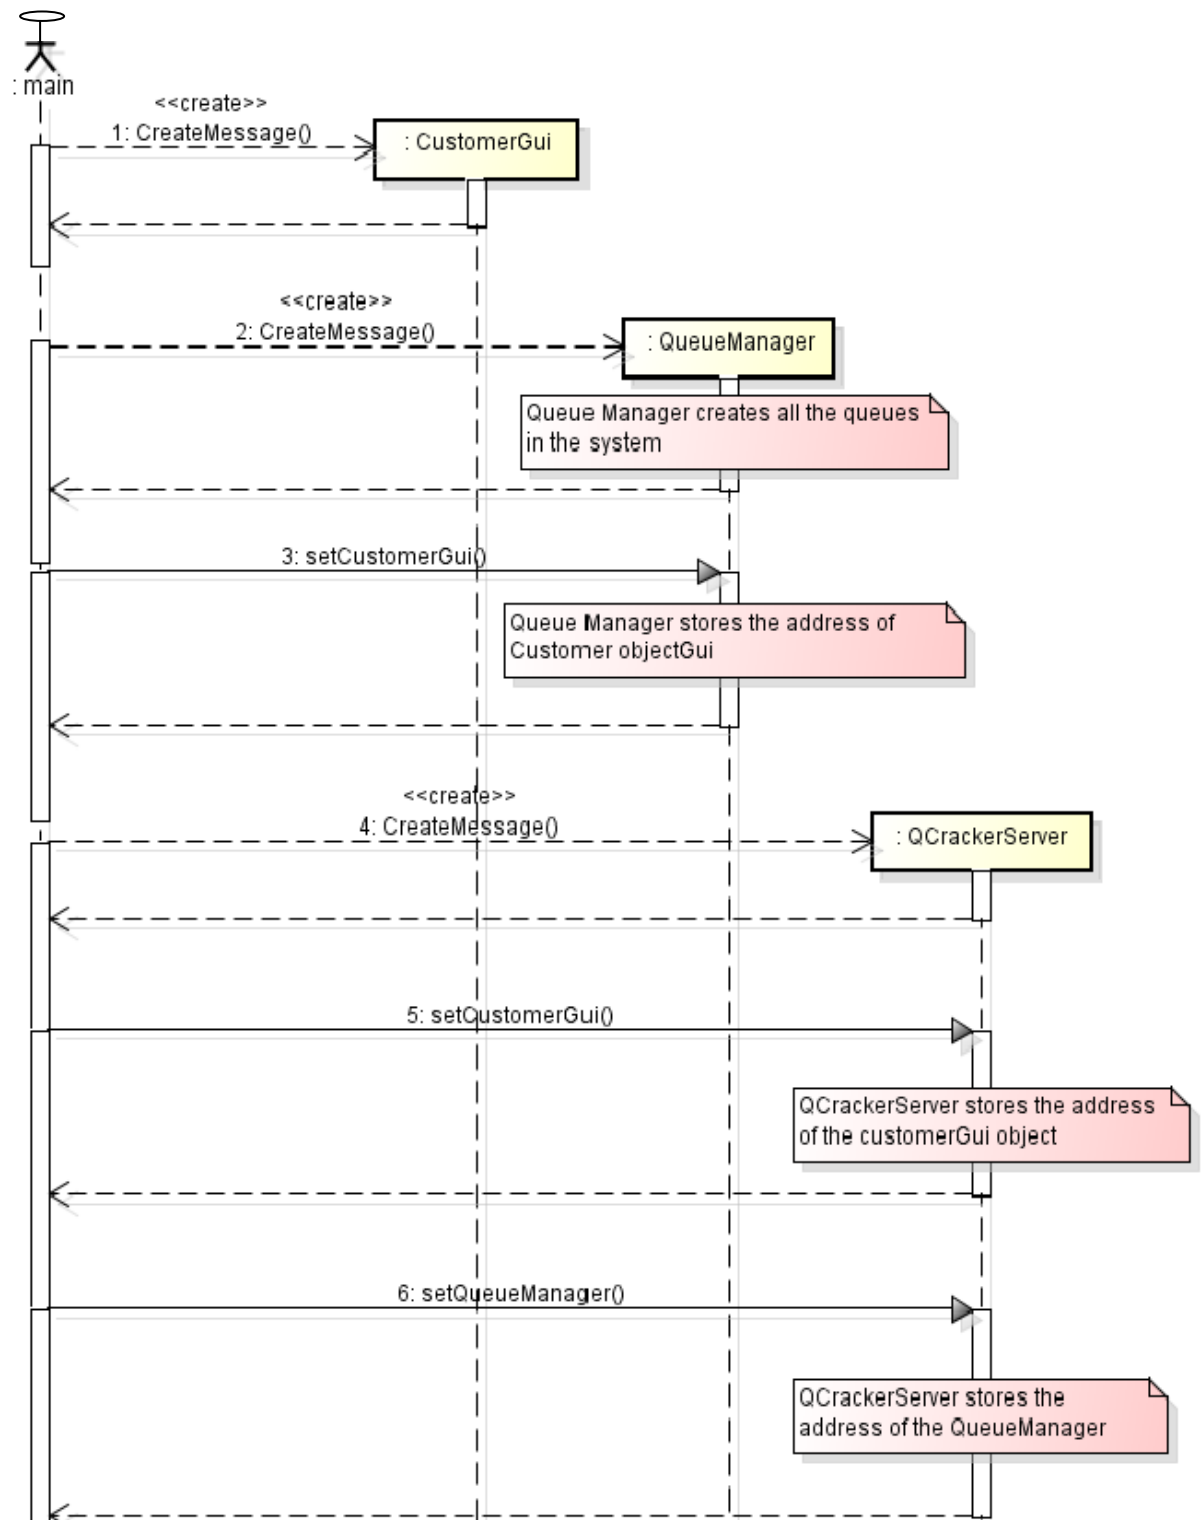 : main
<<create>>
1: CreateMessage()
: CustomerGui
<<create>>
2: CreateMessage()
: QueueManager
Queue Manager creates all the queues
in the system
3: setCustomerGui()
Queue Manager stores the address of
Customer objectGui
<<create>>
4: CreateMessage()
: QCrackerServer
5: setCustomerGui()
QCrackerServer stores the address
of the customerGui object
6: setQueueManager()
QCrackerServer stores the
address of the QueueManager